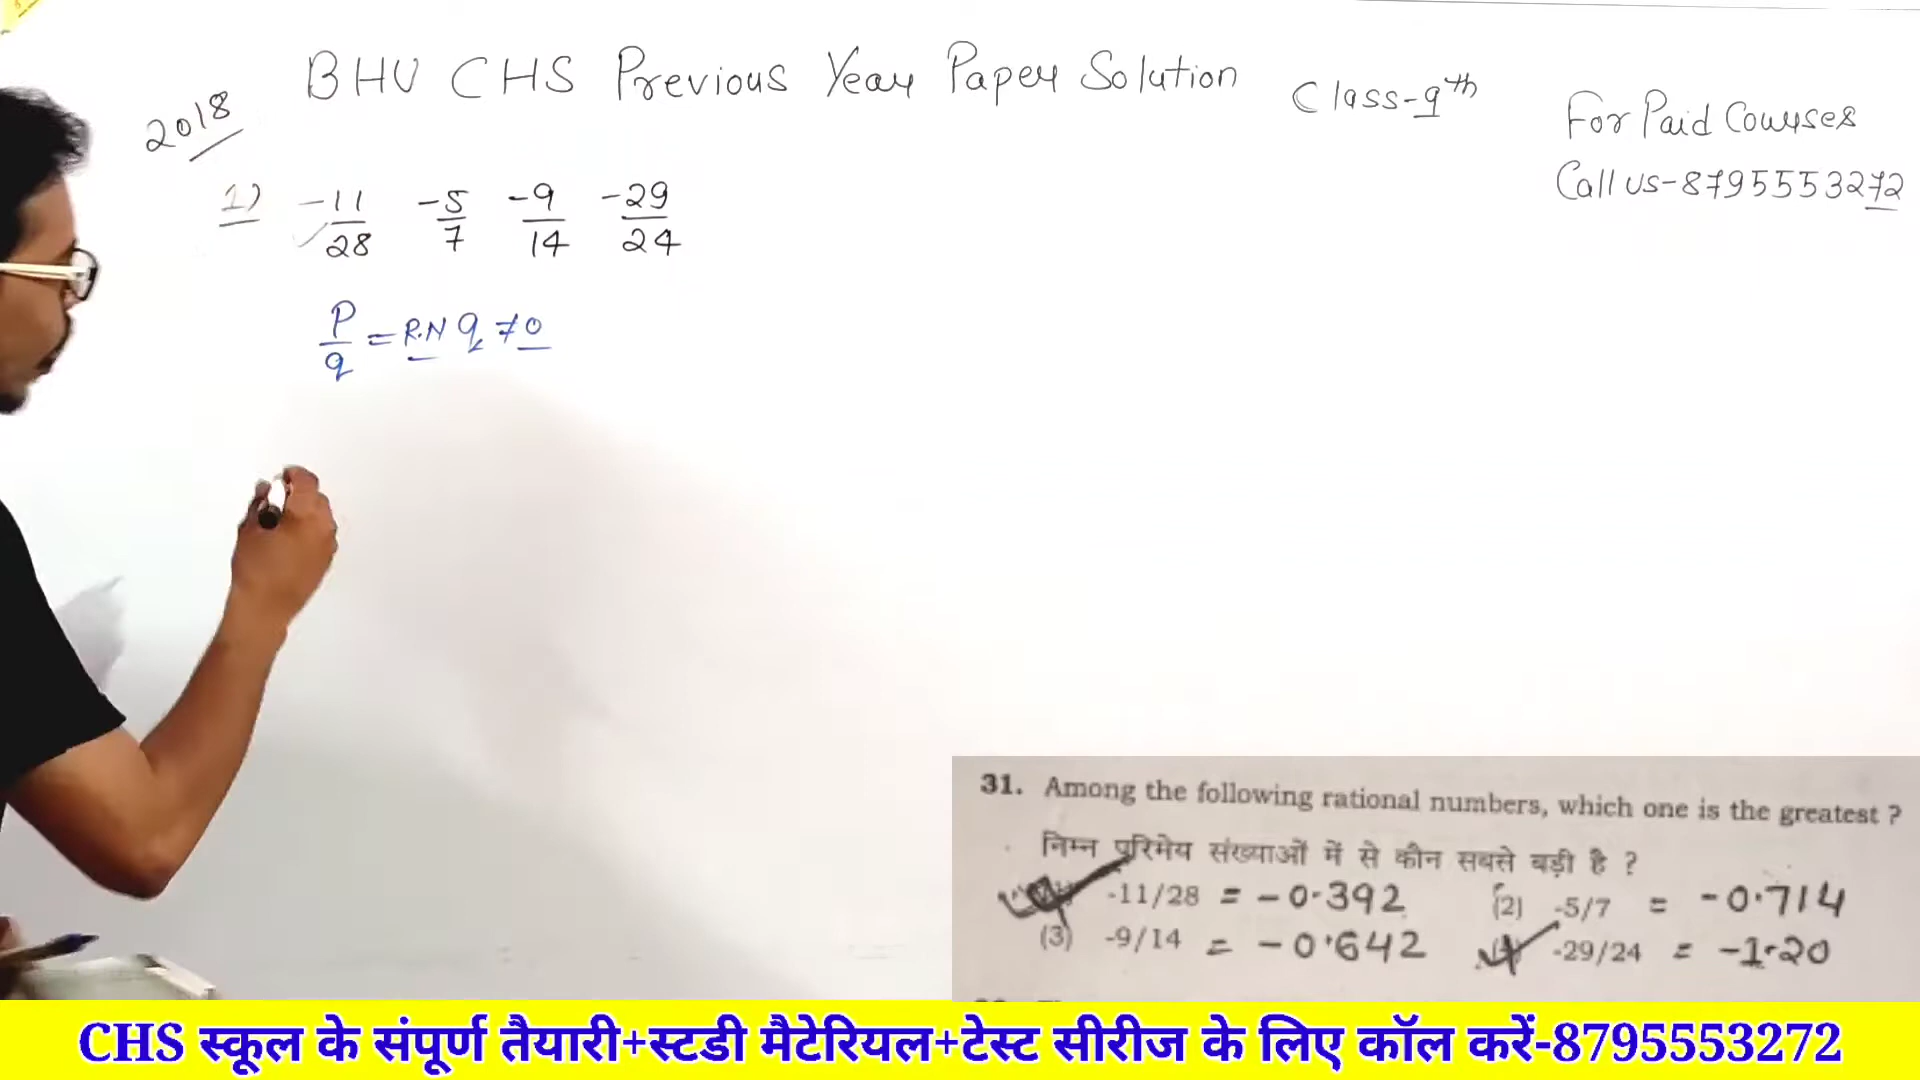 BHU CHS Previous Year Paper Solution Class-9th
2018
For Paid Courses
Call us-8795553272
1) -11/28 -5/7 -9/14 -29/24
P/q = R.N q ≠ 0
31. Among the following rational numbers, which one is the greatest ?
निम्न परिमेय संख्याओं में से कौन सबसे बड़ी है ?
-11/28 = -0.392 (2) -5/7 = -0.714
(3) -9/14 = -0.642 -29/24 = -1.20
CHS स्कूल के संपूर्ण तैयारी+स्टडी मैटेरियल+टेस्ट सीरीज के लिए कॉल करें-8795553272